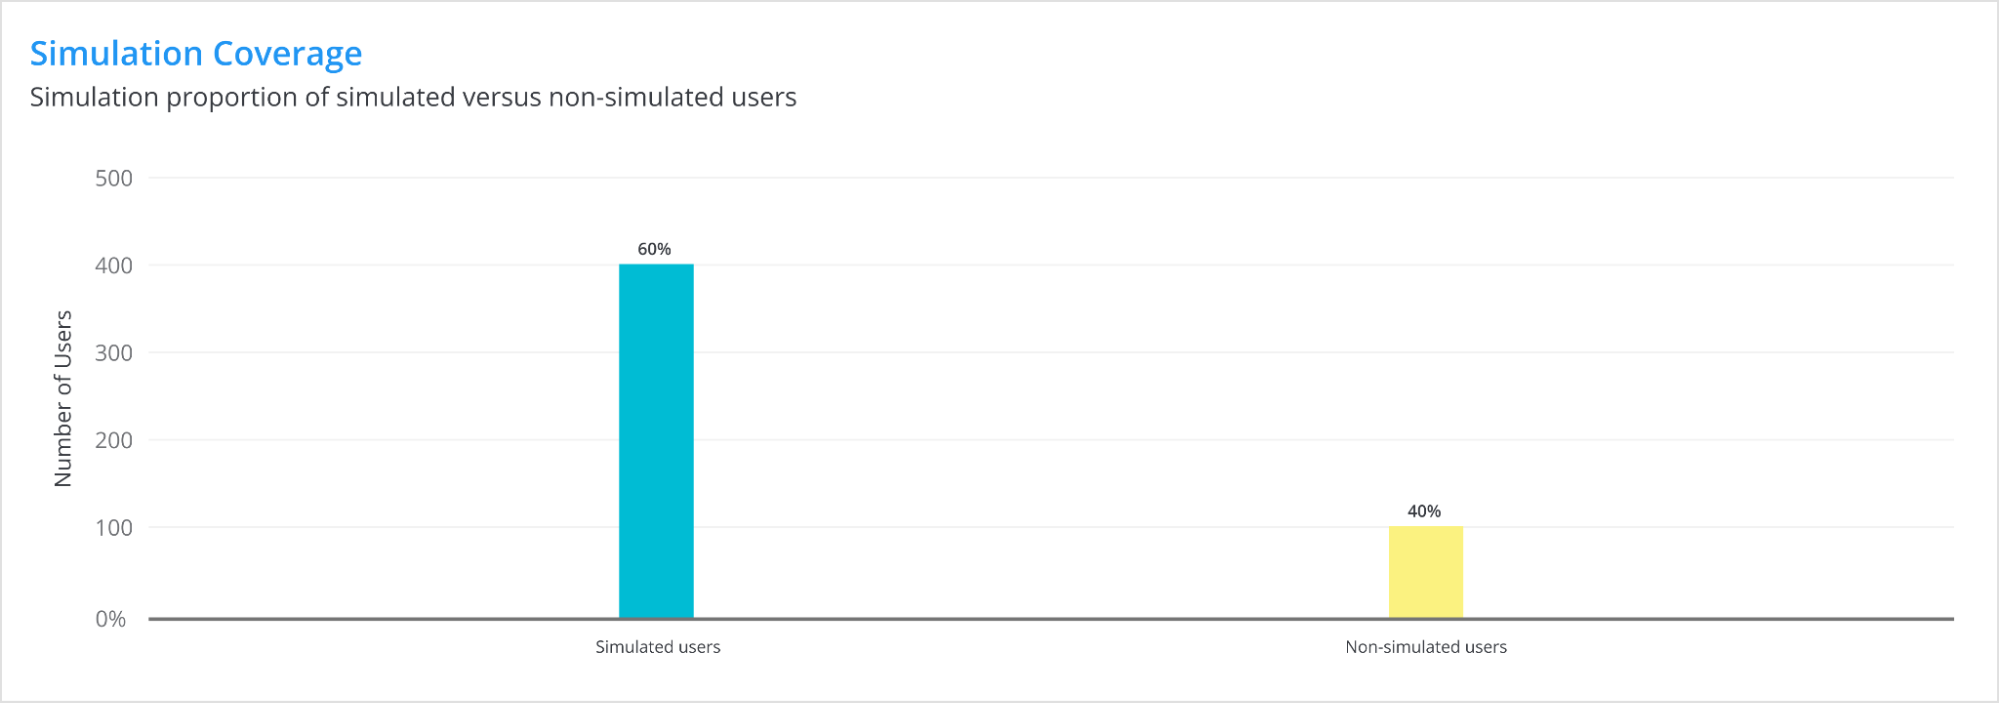 Simulation Coverage
Simulation proportion of simulated versus non-simulated users
500
400
300
200
100
0%
Number of Users
60%
40%
Simulated users
Non-simulated users